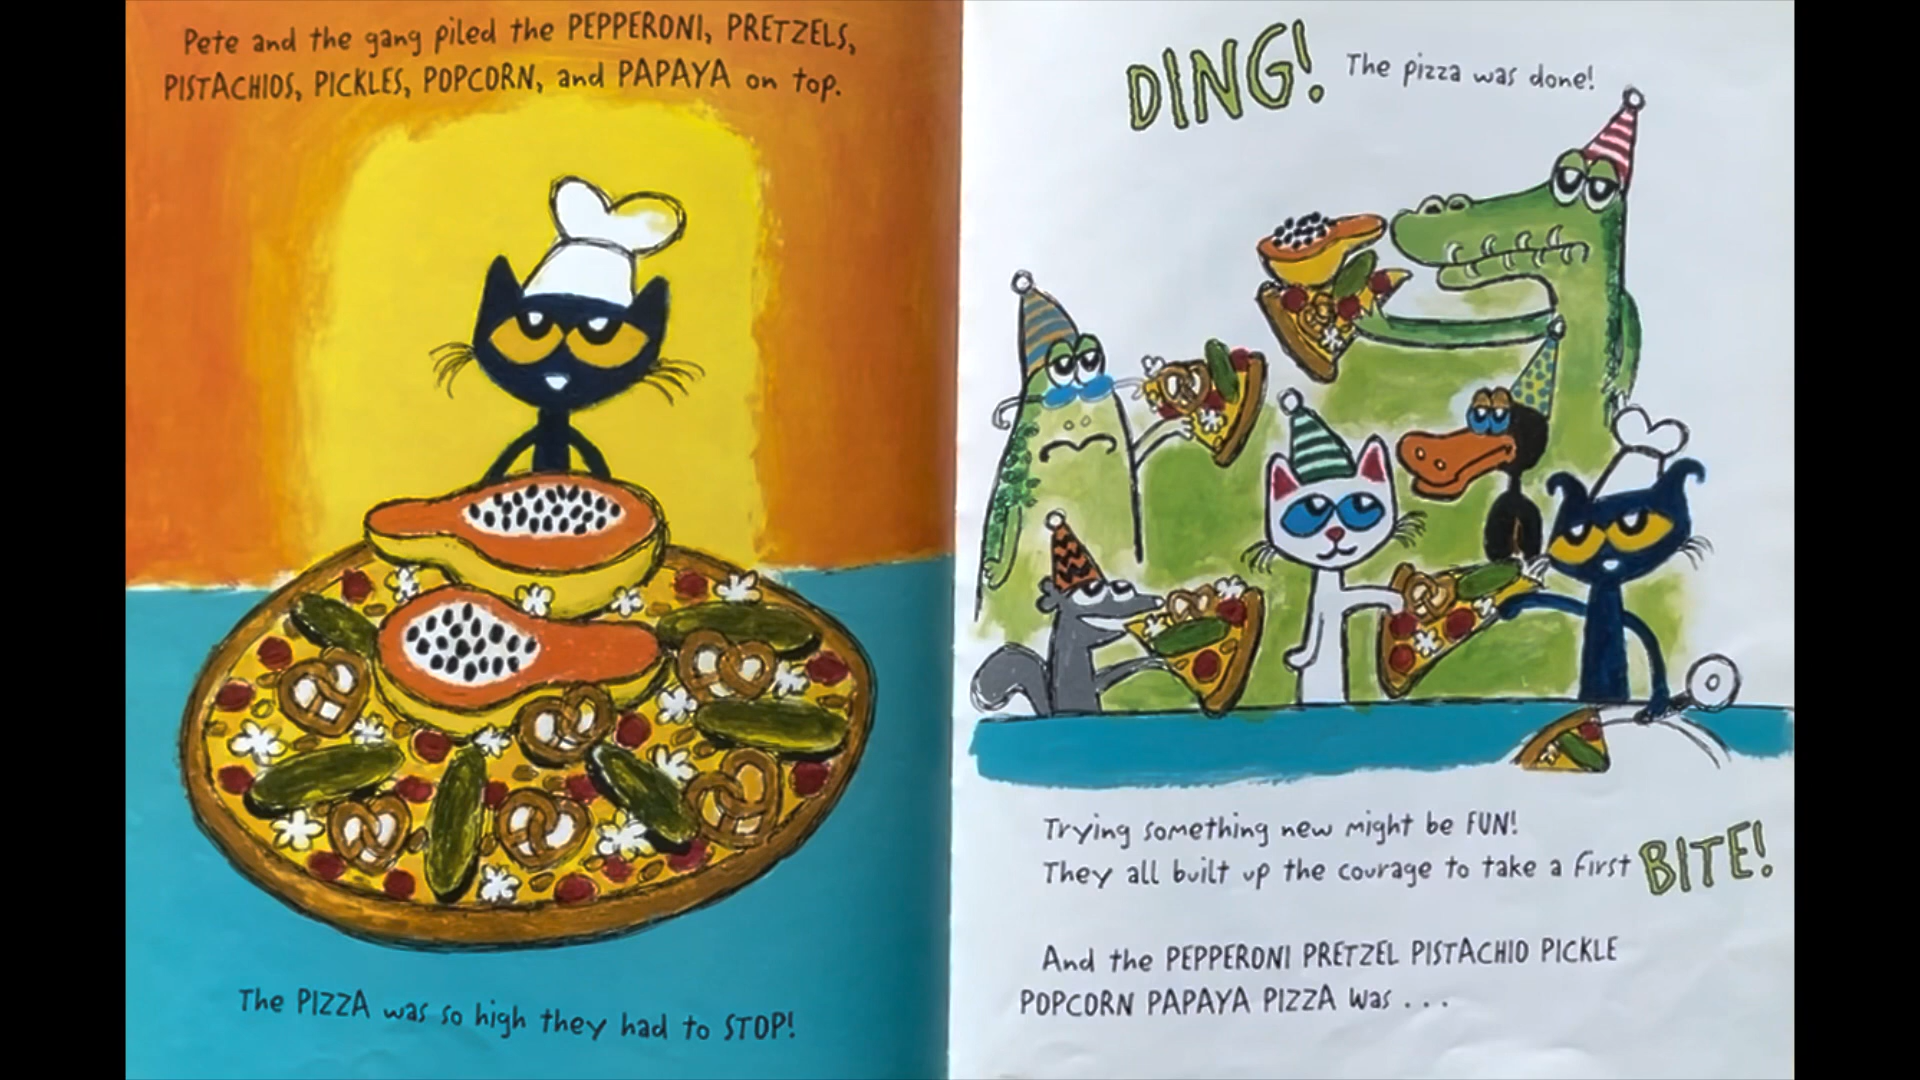 Pete and the gang piled the PEPPERONI, PRETZELS,
PISTACHIOS, PICKLES, POPCORN, and PAPAYA on top.
The PIZZA was so high they had to STOP!
DING! The pizza was done!
Trying something new might be FUN!
They all built up the courage to take a first BITE!
And the PEPPERONI PRETZEL PISTACHIO PICKLE
POPCORN PAPAYA PIZZA was . . .